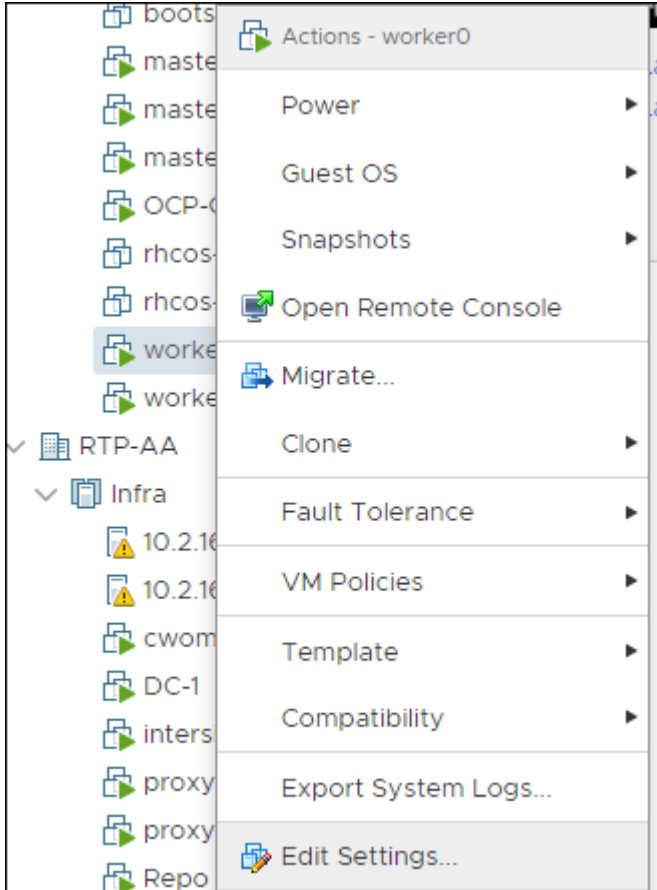 boots
Actions - worker0
maste
Power
maste
maste
Guest OS
OCP-
Snapshots
rhcos-
rhcos-
Open Remote Console
worke
Migrate...
worke
RTP-AA
Clone
Infra
Fault Tolerance
10.2.16
10.2.16
VM Policies
cwom
Template
DC-1
Compatibility
inters
proxy
Export System Logs...
proxy
Edit Settings...
Repo